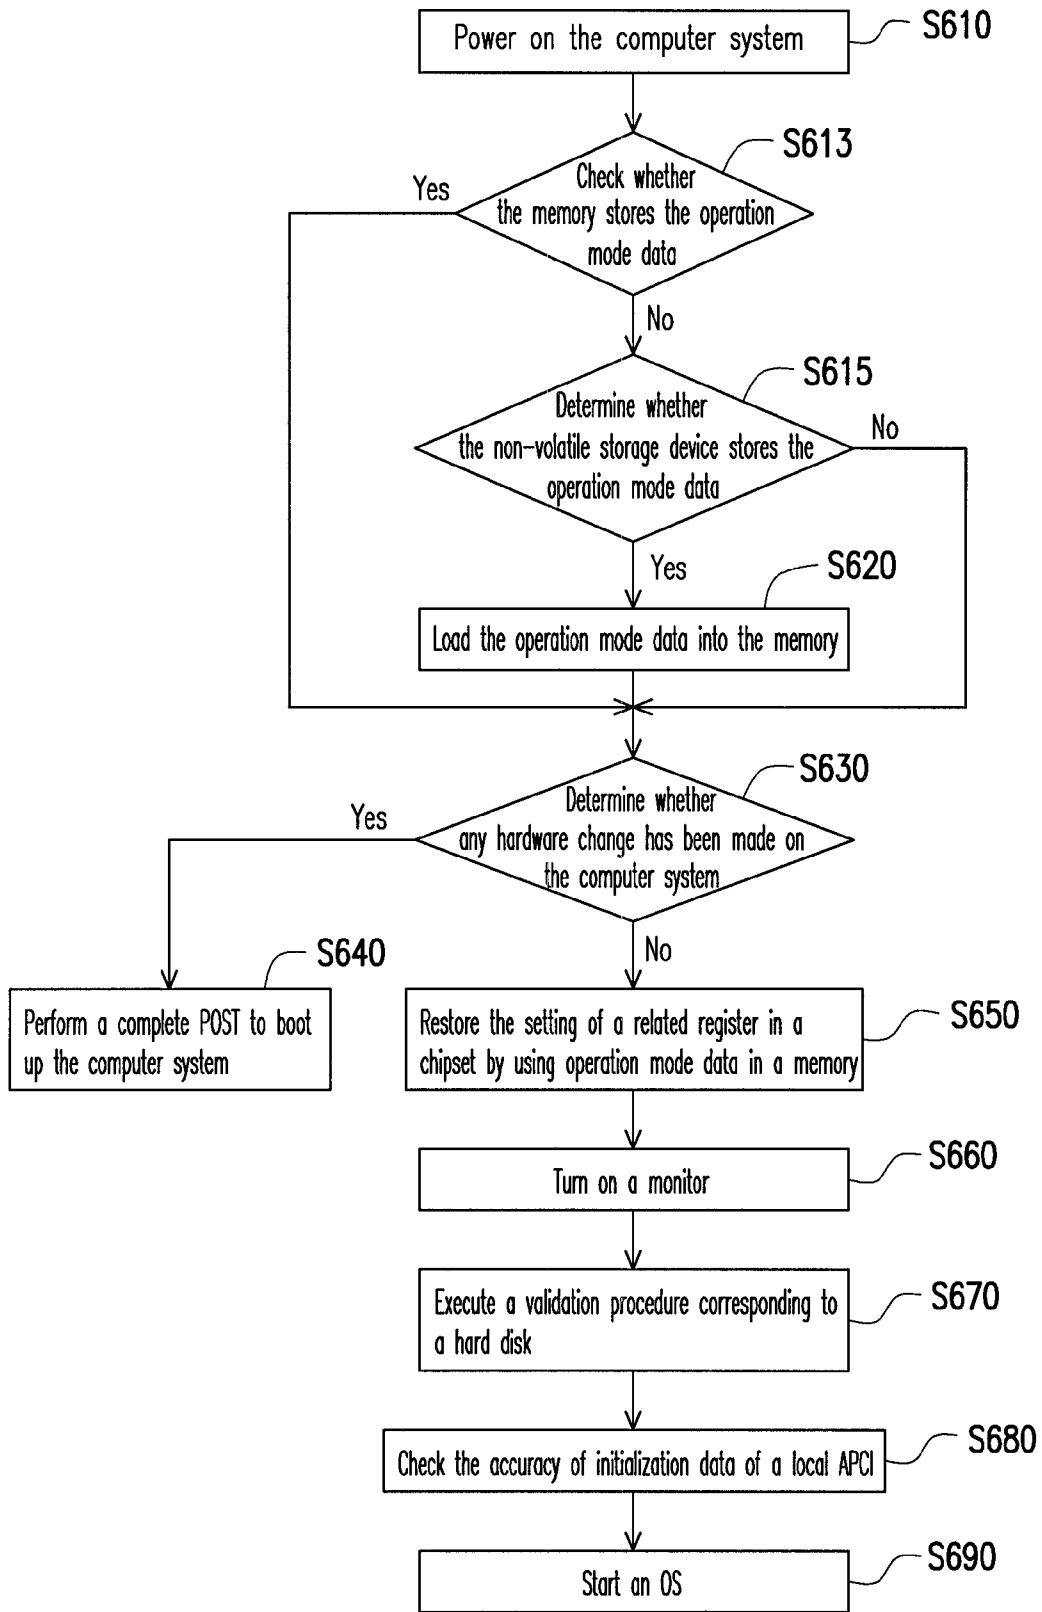 Power on the computer system
S610
S613
Check whether
the memory stores the operation
mode data
Yes
No
S615
Determine whether
the non-volatile storage device stores the
operation mode data
No
Yes
S620
Load the operation mode data into the memory
S630
Determine whether
any hardware change has been made on
the computer system
Yes
No
S640
Perform a complete POST to boot
up the computer system
S650
Restore the setting of a related register in a
chipset by using operation mode data in a memory
S660
Turn on a monitor
S670
Execute a validation procedure corresponding to
a hard disk
S680
Check the accuracy of initialization data of a local APCI
S690
Start an OS